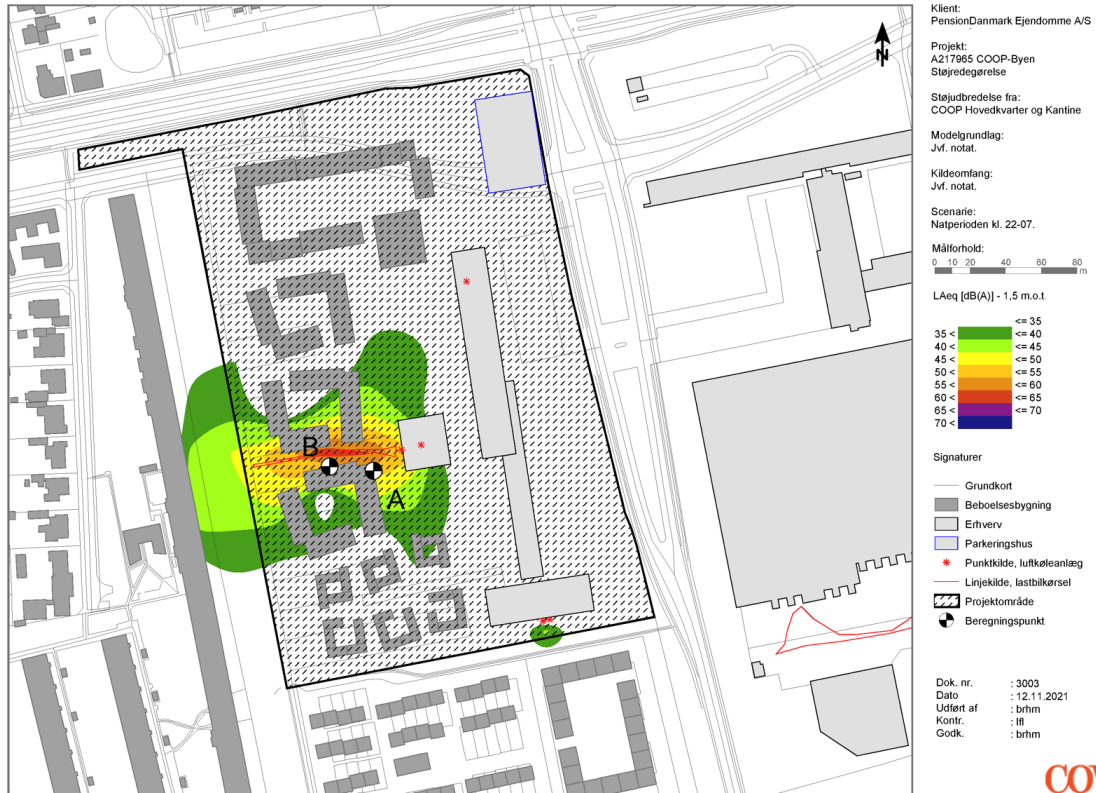 N
B
A
Klient:
PensionDanmark Ejendomme A/S
Projekt:
A217965 COOP-Byen
Støjredegørelse
Støjudbredelse fra:
COOP Hovedkvarter og Kantine
Modelgrundlag:
Jvf. notat.
Kildeomfang:
Jvf. notat.
Scenarie:
Natperioden kl. 22-07.
Målforhold:
0 10 20 40 60 80
m
LAeq [dB(A)] - 1,5 m.o.t.
<= 35
35 < <= 40
40 < <= 45
45 < <= 50
50 < <= 55
55 < <= 60
60 < <= 65
65 < <= 70
70 <
Signaturer
Grundkort
Beboelsesbygning
Erhverv
Parkeringshus
Punktkilde, luftkøleanlæg
Linjekilde, lastbilkørsel
Projektområde
Beregningspunkt
Dok. nr. : 3003
Dato : 12.11.2021
Udført af : brhm
Kontr. : lfl
Godk. : brhm